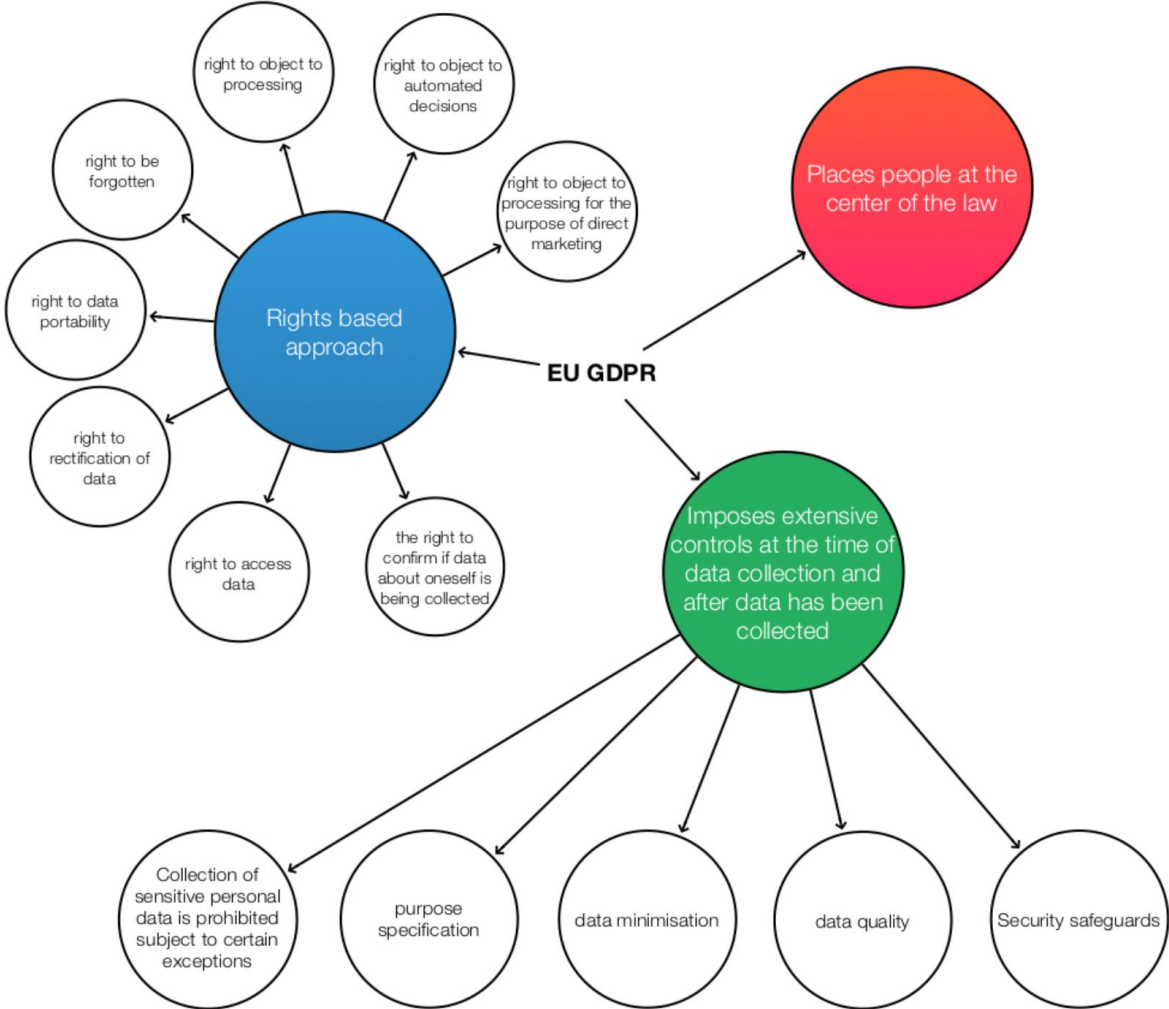 right to object to
processing
right to object to
automated
decisions
right to be
forgotten
right to object to
processing for the
purpose of direct
marketing
Places people at the
center of the law
right to data
portability
Rights based
approach
EU GDPR
right to
rectification of
data
right to access
data
the right to
confirm if data
about oneself is
being collected
Imposes extensive
controls at the time of
data collection and
after data has been
collected
Collection of
sensitive personal
data is prohibited
subject to certain
exceptions
purpose
specification
data minimisation
data quality
Security safeguards